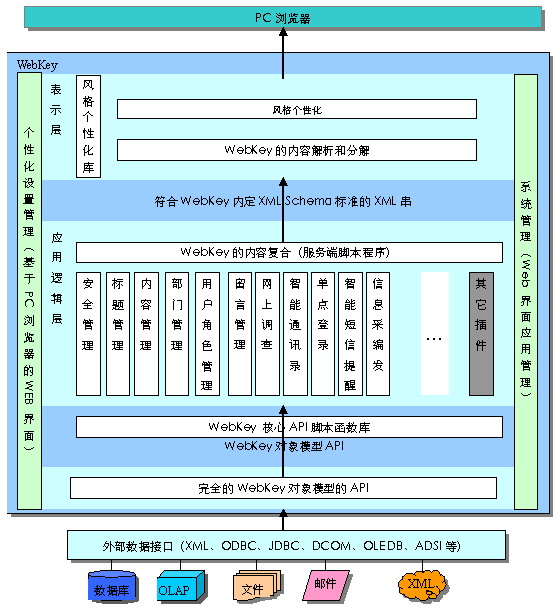 PC 浏览器
WebKey
个性化设置管理（基于PC浏览器的WEB界面）
表示层
风格个性化库
风格个性化
WebKey 的内容解析和分解
系统管理（Web界面应用管理）
符合 WebKey 内定 XML Schema 标准的 XML 串
应用逻辑层
WebKey 的内容复合（服务端脚本程序）
安全管理
标题管理
内容管理
部门管理
用户角色管理
留言管理
网上调查
智能通讯录
单点登录
智能短信提醒
信息采编发
...
其它插件
WebKey 核心 API 脚本函数库
WebKey 对象模型 API
完全的 WebKey 对象模型的 API
外部数据接口（XML、ODBC、JDBC、DCOM、OLEDB、ADSI 等）
数据库
OLAP
文件
邮件
XML